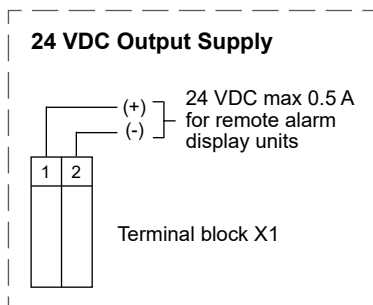 24 VDC Output Supply
(+)
(-)
24 VDC max 0.5 A
for remote alarm
display units
1 2
Terminal block X1